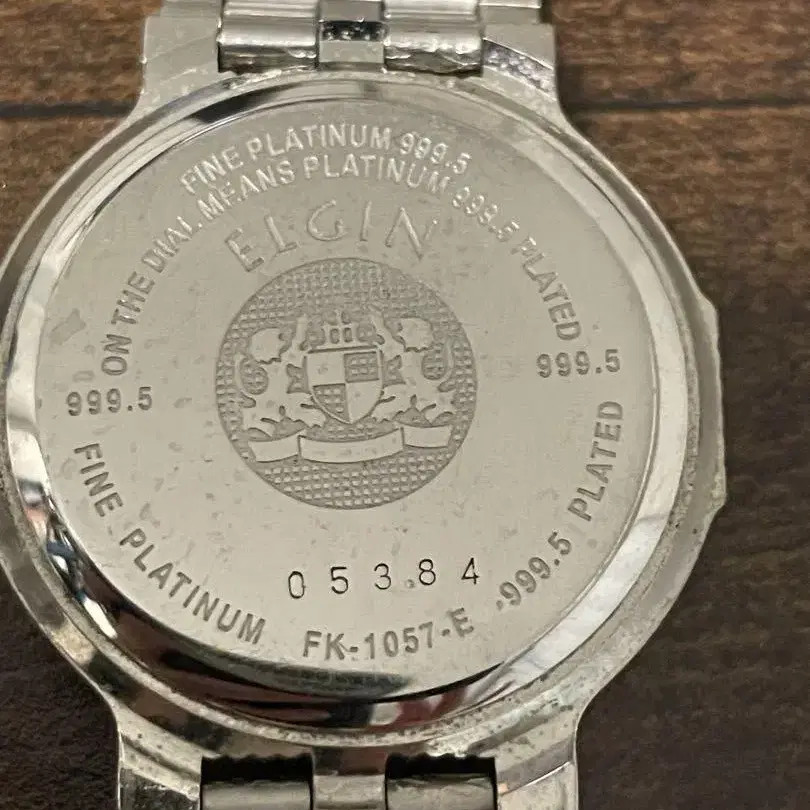 FINE PLATINUM 999.5
ON THE DIAL MEANS PLATINUM 999.5 PLATED
ELGIN
999.5
999.5
05384
FINE PLATINUM FK-1057-E 999.5 PLATED